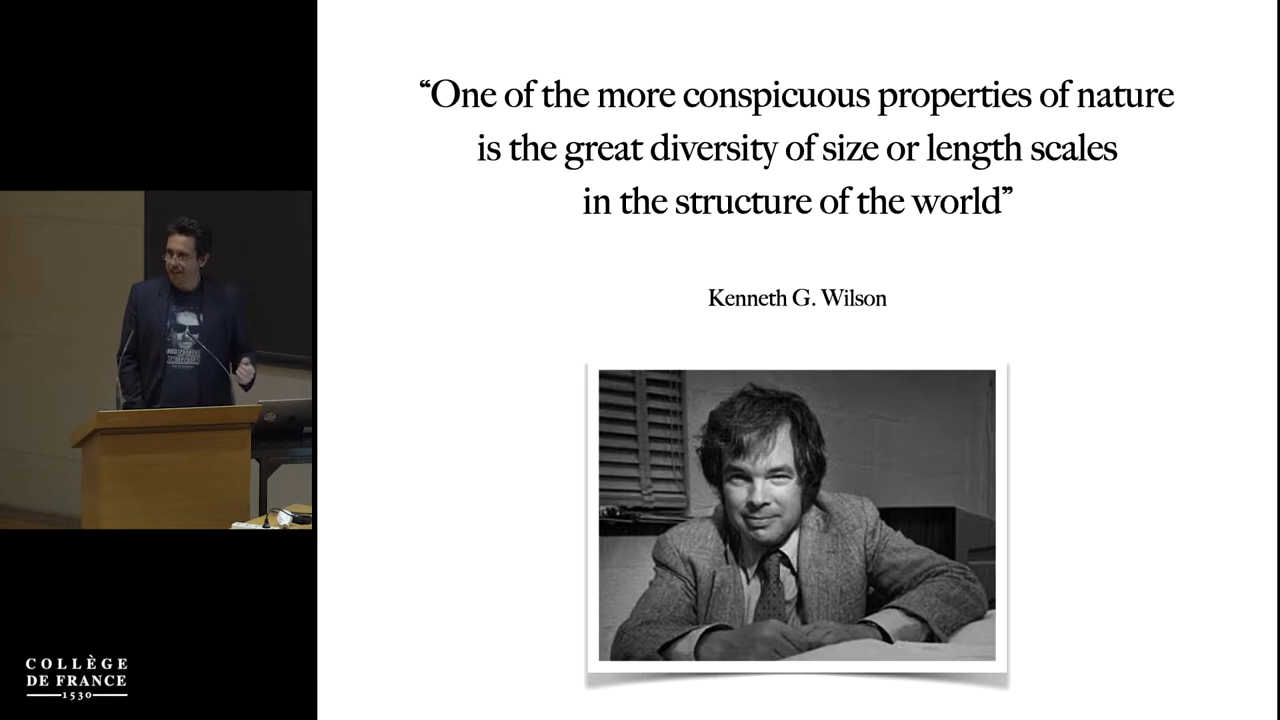 “One of the more conspicuous properties of nature
is the great diversity of size or length scales
in the structure of the world”
Kenneth G. Wilson
COLLÈGE
DE FRANCE
1530